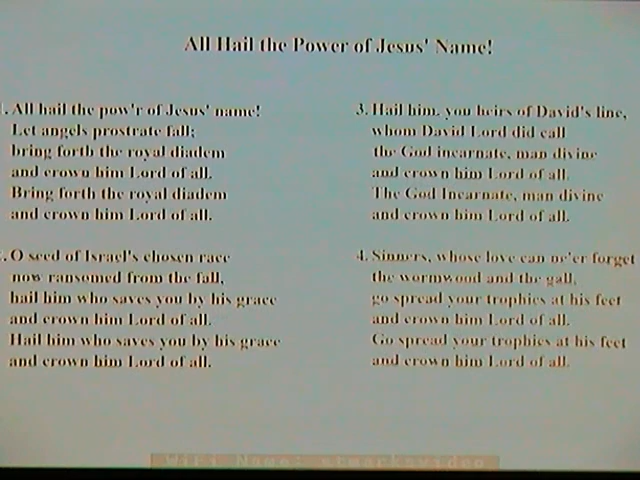 All Hail the Power of Jesus' Name!
1. All hail the pow'r of Jesus' name!
Let angels prostrate fall;
bring forth the royal diadem
and crown him Lord of all.
Bring forth the royal diadem
and crown him Lord of all.
2. O seed of Israel's chosen race
now ransomed from the fall,
hail him who saves you by his grace
and crown him Lord of all.
Hail him who saves you by his grace
and crown him Lord of all.
3. Hail him, you heirs of David's line,
whom David Lord did call
the God incarnate, man divine
and crown him Lord of all.
The God Incarnate, man divine
and crown him Lord of all.
4. Sinners, whose love can ne'er forget
the wormwood and the gall,
go spread your trophies at his feet
and crown him Lord of all.
Go spread your trophies at his feet
and crown him Lord of all.